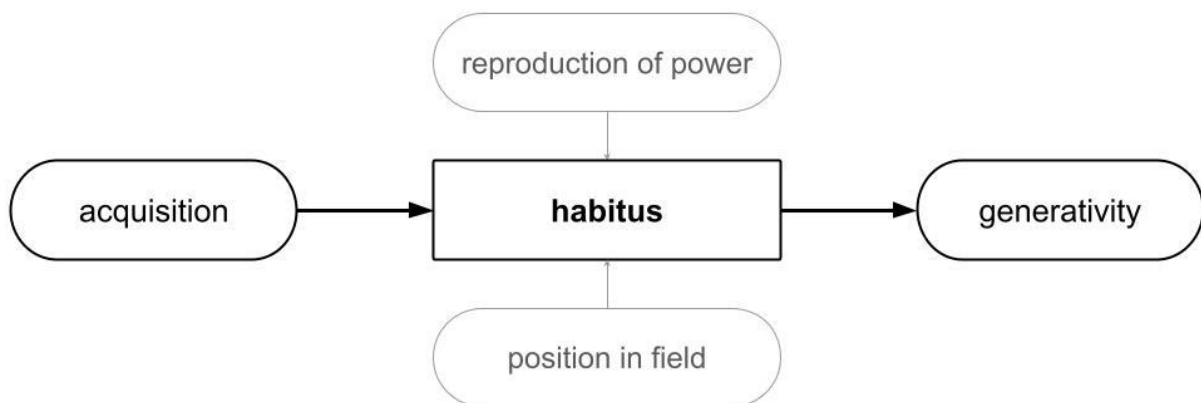 reproduction of power
acquisition
habitus
generativity
position in field